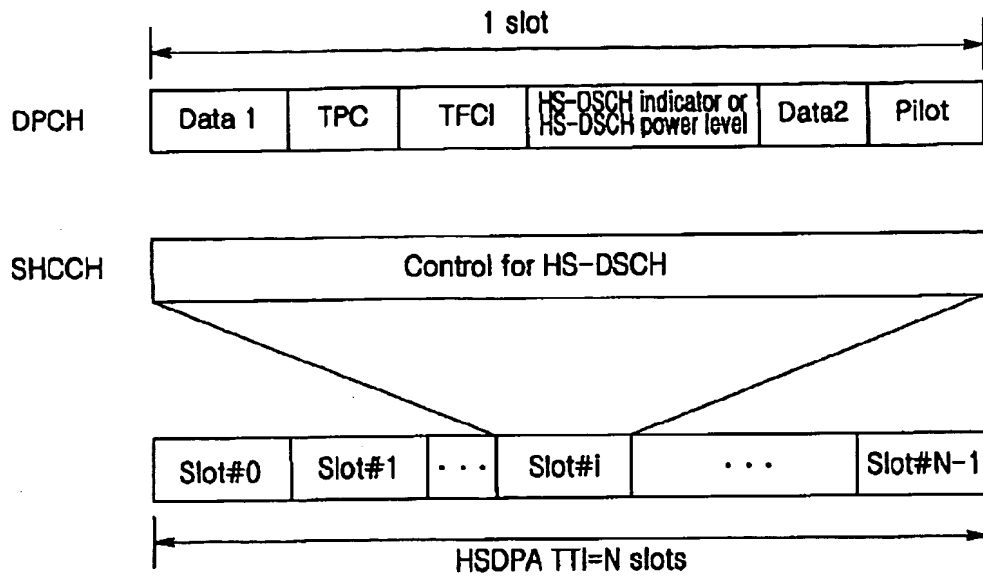 1 slot
DPCH
Data 1
TPC
TFCI
HS-DSCH indicator or
HS-DSCH power level
Data2
Pilot
SHCCH
Control for HS-DSCH
Slot#0
Slot#1
...
Slot#i
...
Slot#N-1
HSDPA TTI=N slots